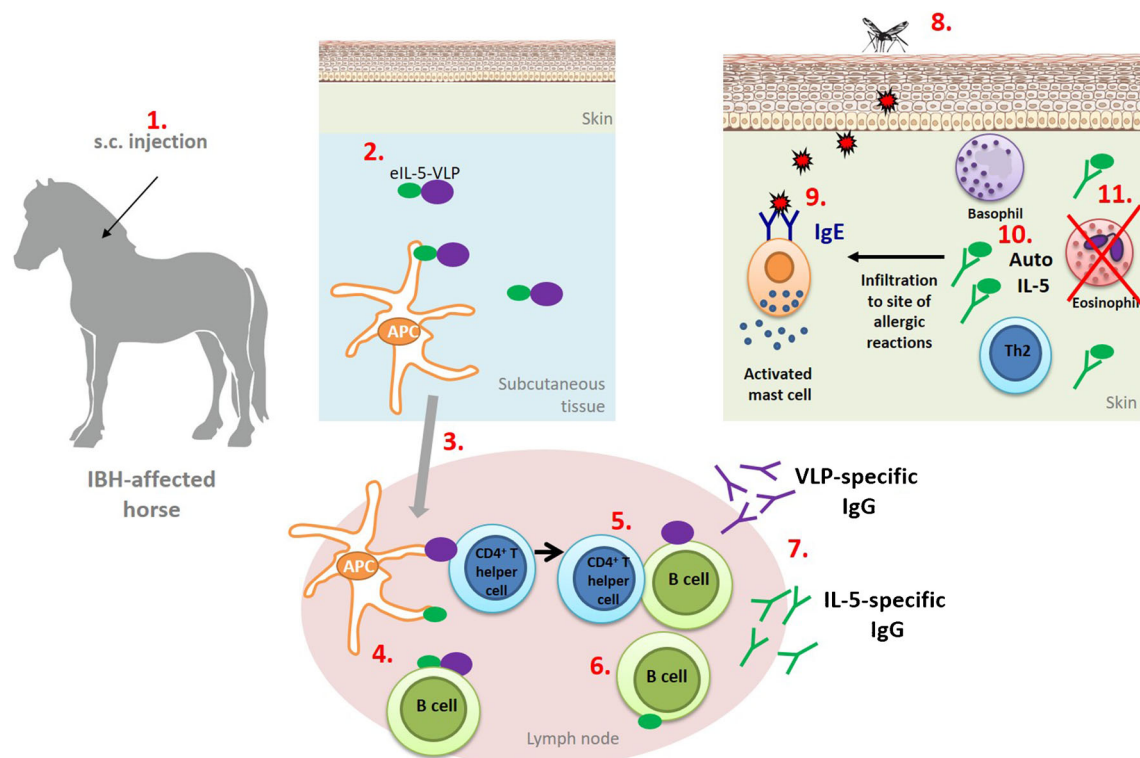 1.
s.c. injection
IBH-affected
horse
Skin
2.
eIL-5-VLP
APC
Subcutaneous
tissue
3.
APC
CD4⁺ T
helper
cell
5.
CD4⁺ T
helper
cell
B cell
4.
B cell
6.
B cell
Lymph node
7.
VLP-specific
IgG
IL-5-specific
IgG
8.
9.
IgE
Activated
mast cell
Infiltration
to site of
allergic
reactions
Basophil
10.
Auto
IL-5
11.
Eosinophil
Th2
Skin